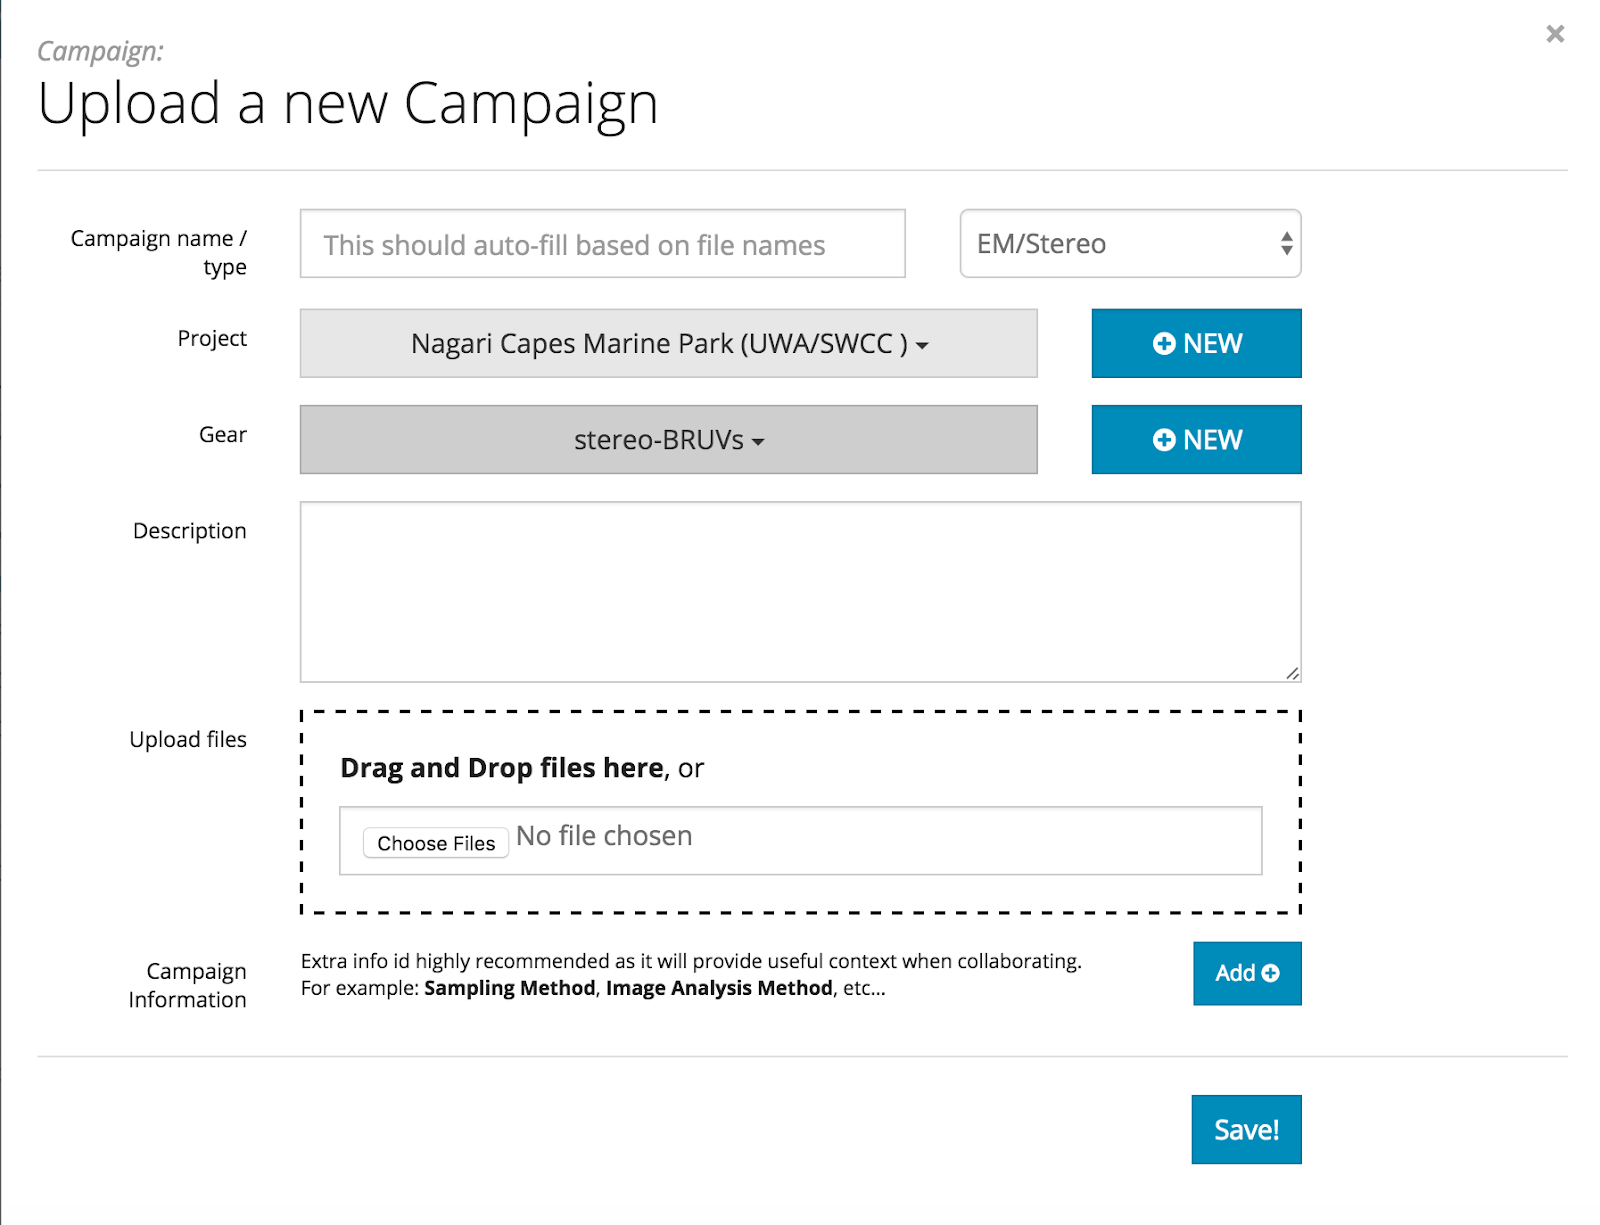 Campaign:
Upload a new Campaign
Campaign name /
type
This should auto-fill based on file names
EM/Stereo
Project
Nagari Capes Marine Park (UWA/SWCC )
NEW
Gear
stereo-BRUVs
NEW
Description
Upload files
Drag and Drop files here, or
Choose Files No file chosen
Campaign
Information
Extra info id highly recommended as it will provide useful context when collaborating.
For example: Sampling Method, Image Analysis Method, etc...
Add
Save!